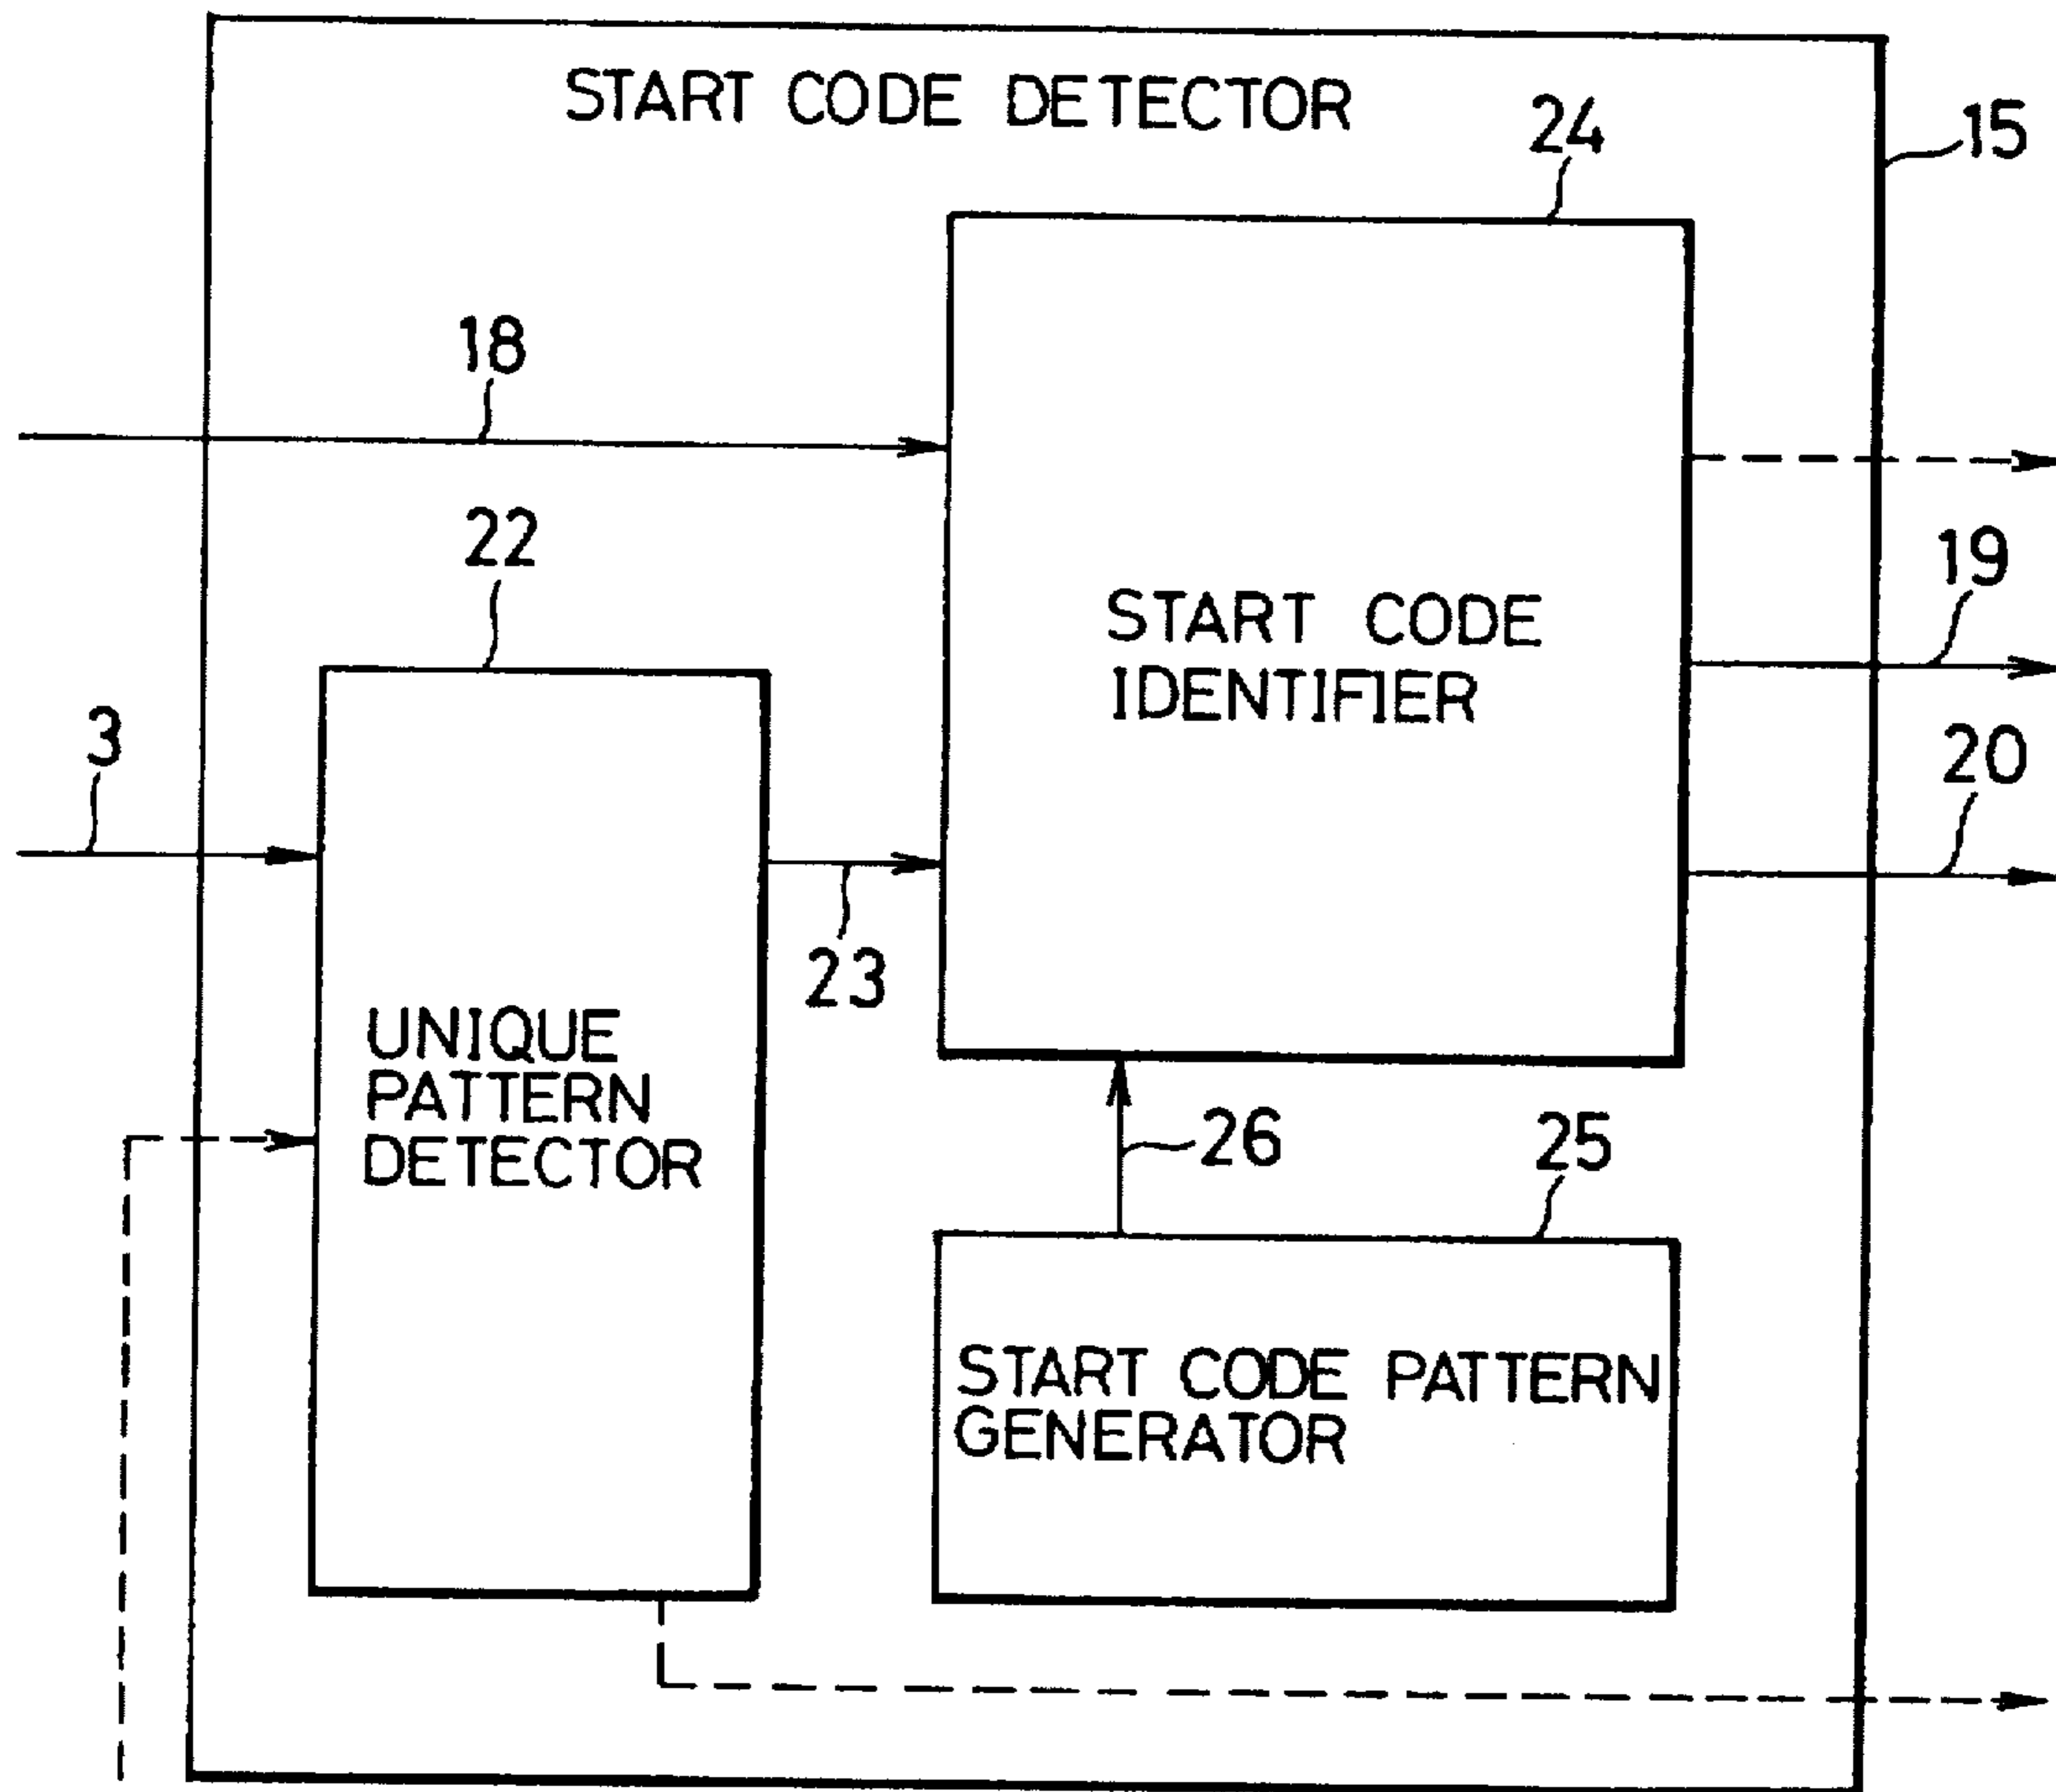 START CODE DETECTOR
24
15
18
22
START CODE
IDENTIFIER
19
3
20
23
UNIQUE
PATTERN
DETECTOR
26
25
START CODE PATTERN
GENERATOR